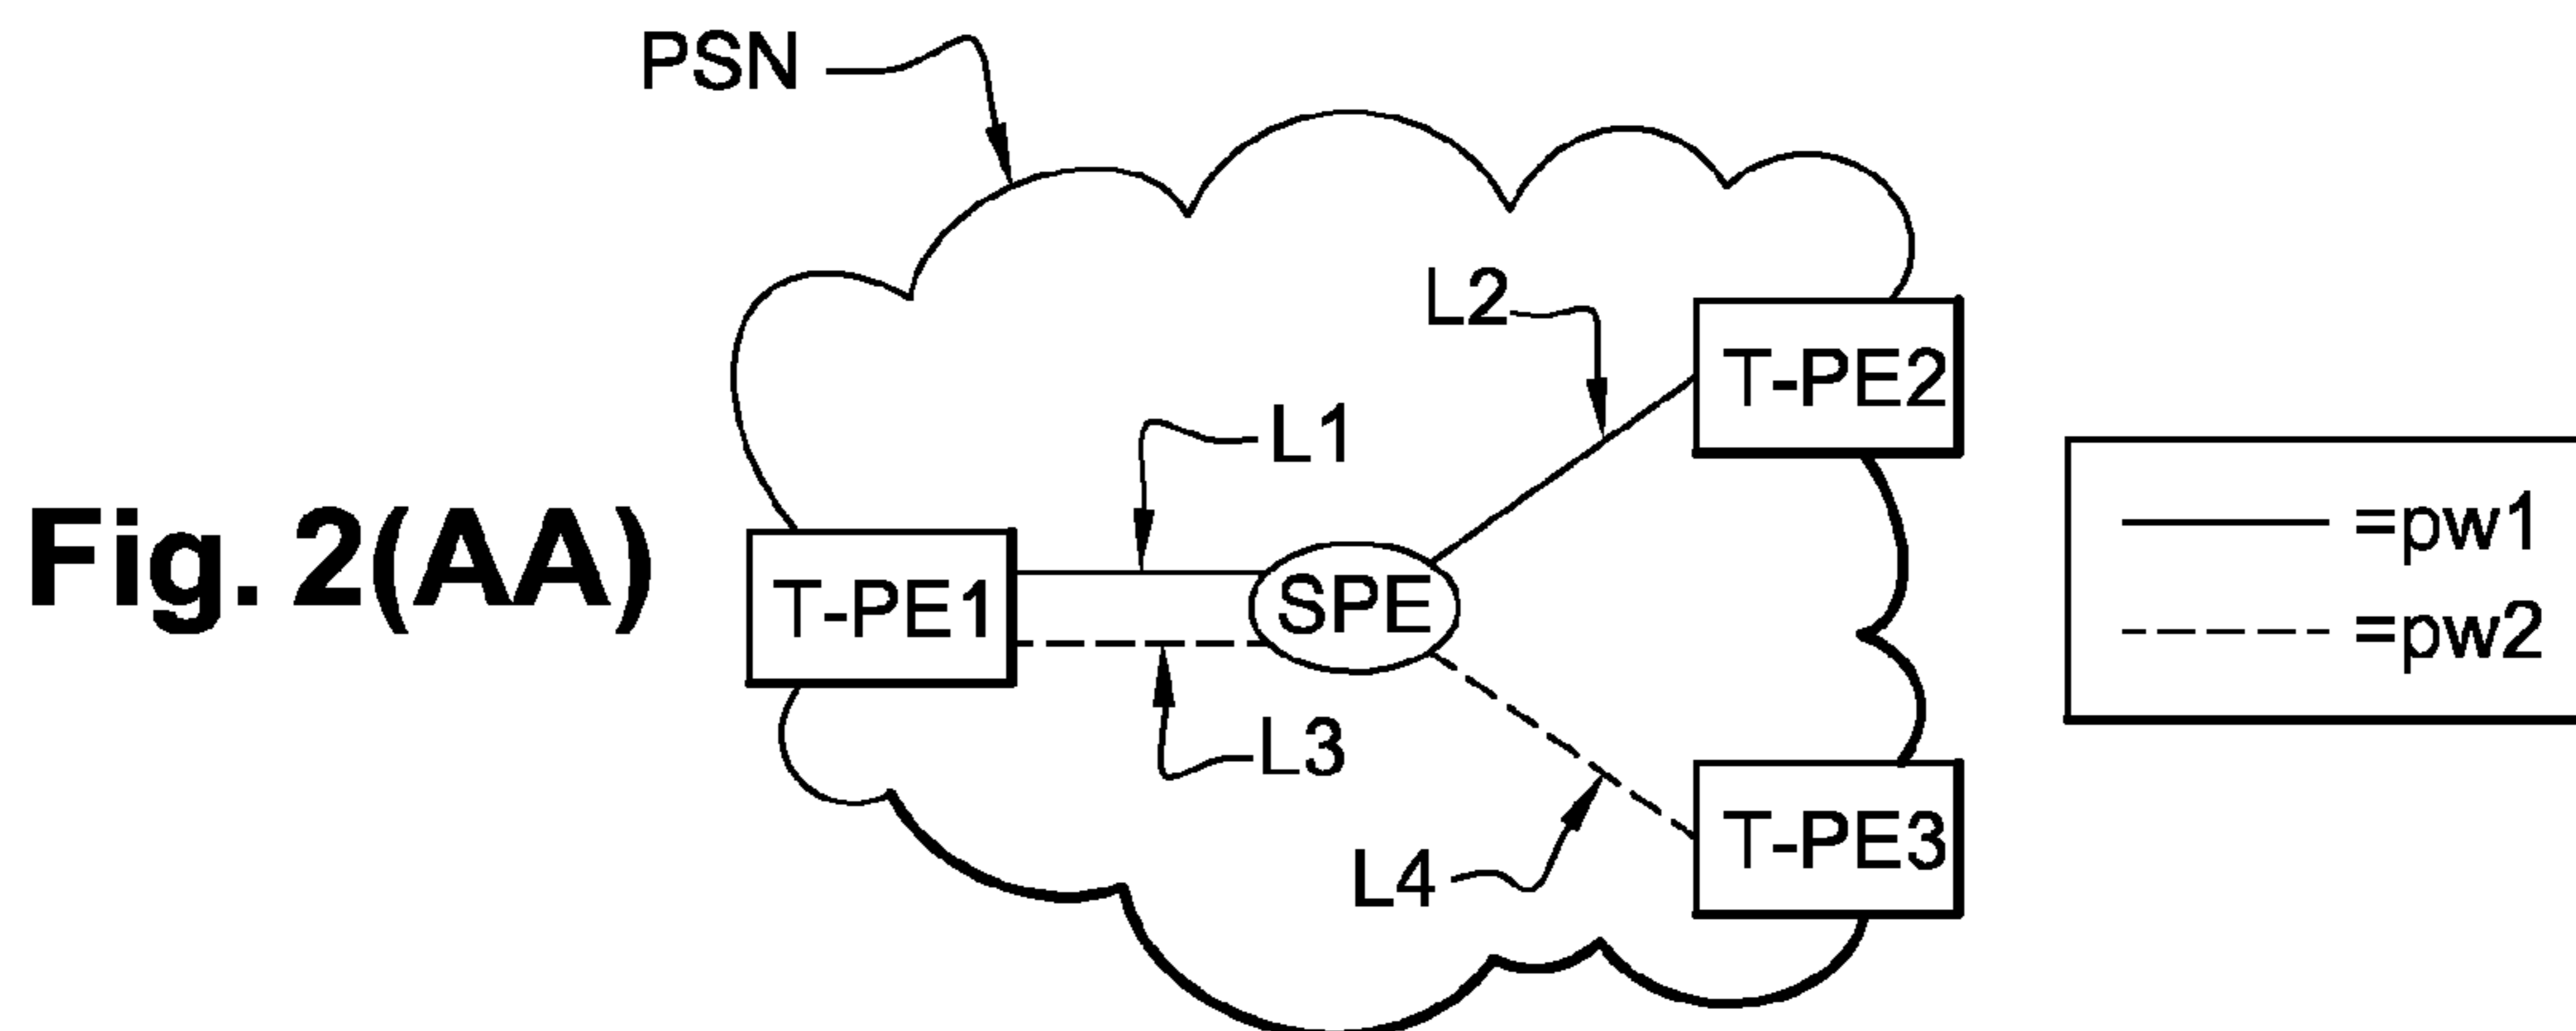 PSN
L2
T-PE2
L1
Fig. 2(AA)
T-PE1
SPE
=pw1
=pw2
L3
T-PE3
L4